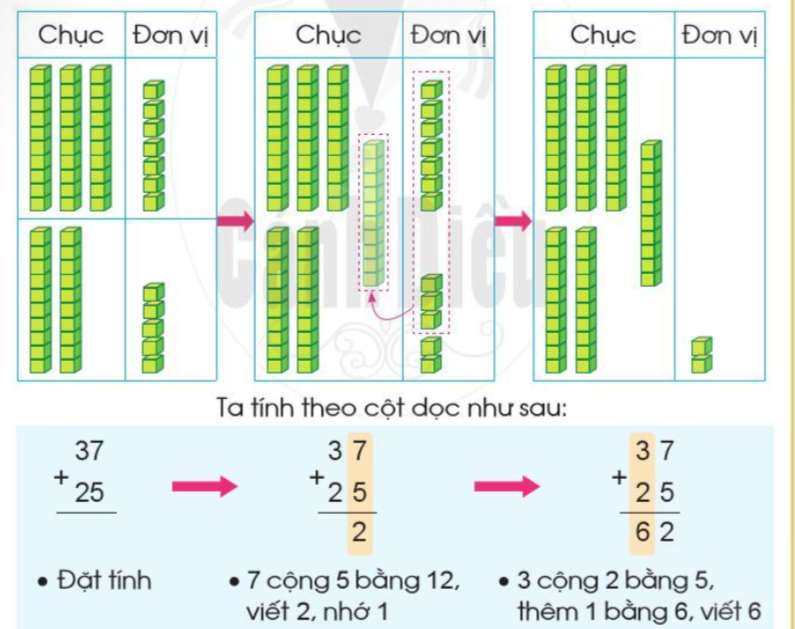 Chục Đơn vị Chục Đơn vị Chục Đơn vị
Cánh Diều
Ta tính theo cột dọc như sau:
37 3 7 3 7
+ + +
25 2 5 2 5
2 6 2
• Đặt tính • 7 cộng 5 bằng 12, • 3 cộng 2 bằng 5,
viết 2, nhớ 1 thêm 1 bằng 6, viết 6